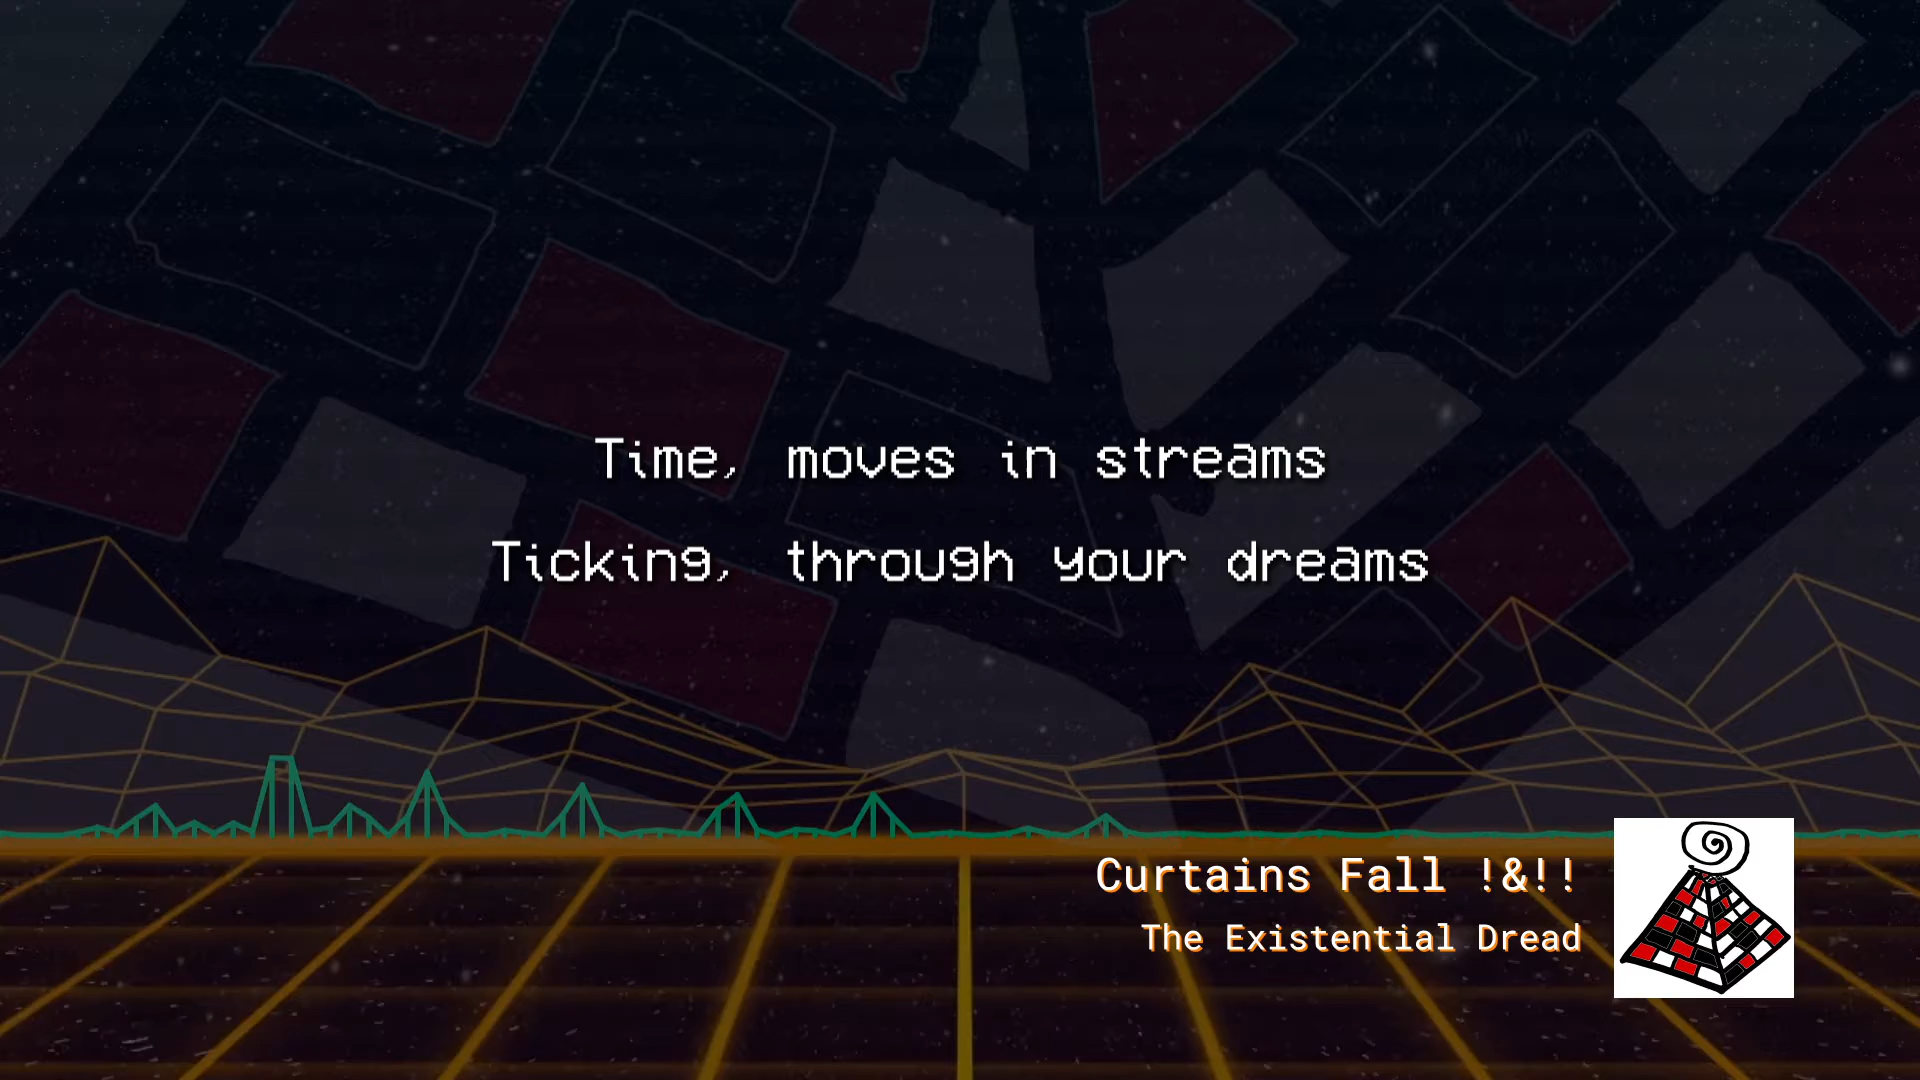 Time, moves in streams
Ticking, through your dreams
Curtains Fall !&!!
The Existential Dread